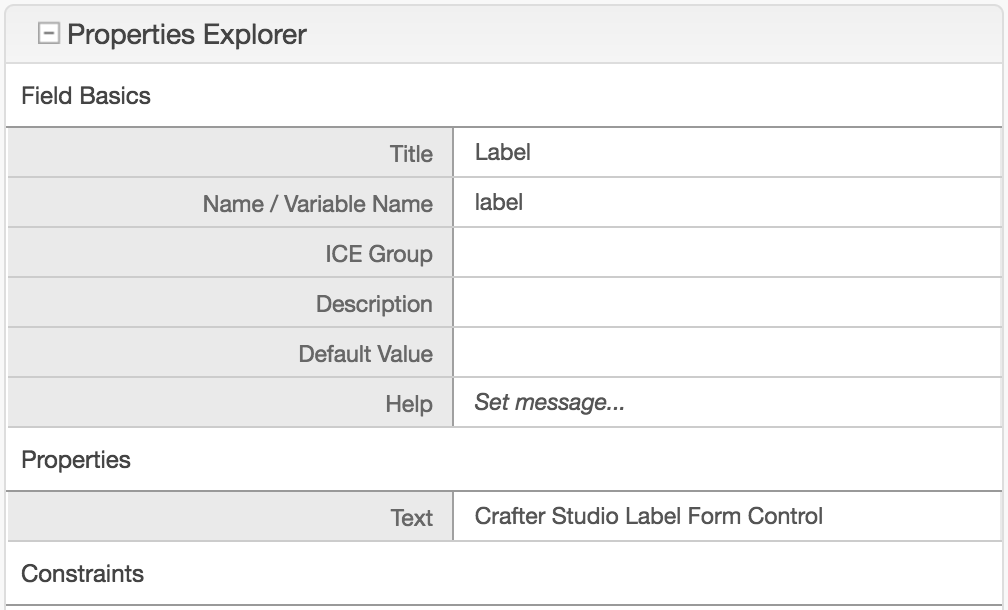 Properties Explorer
Field Basics
Title Label
Name / Variable Name label
ICE Group
Description
Default Value
Help Set message...
Properties
Text Crafter Studio Label Form Control
Constraints